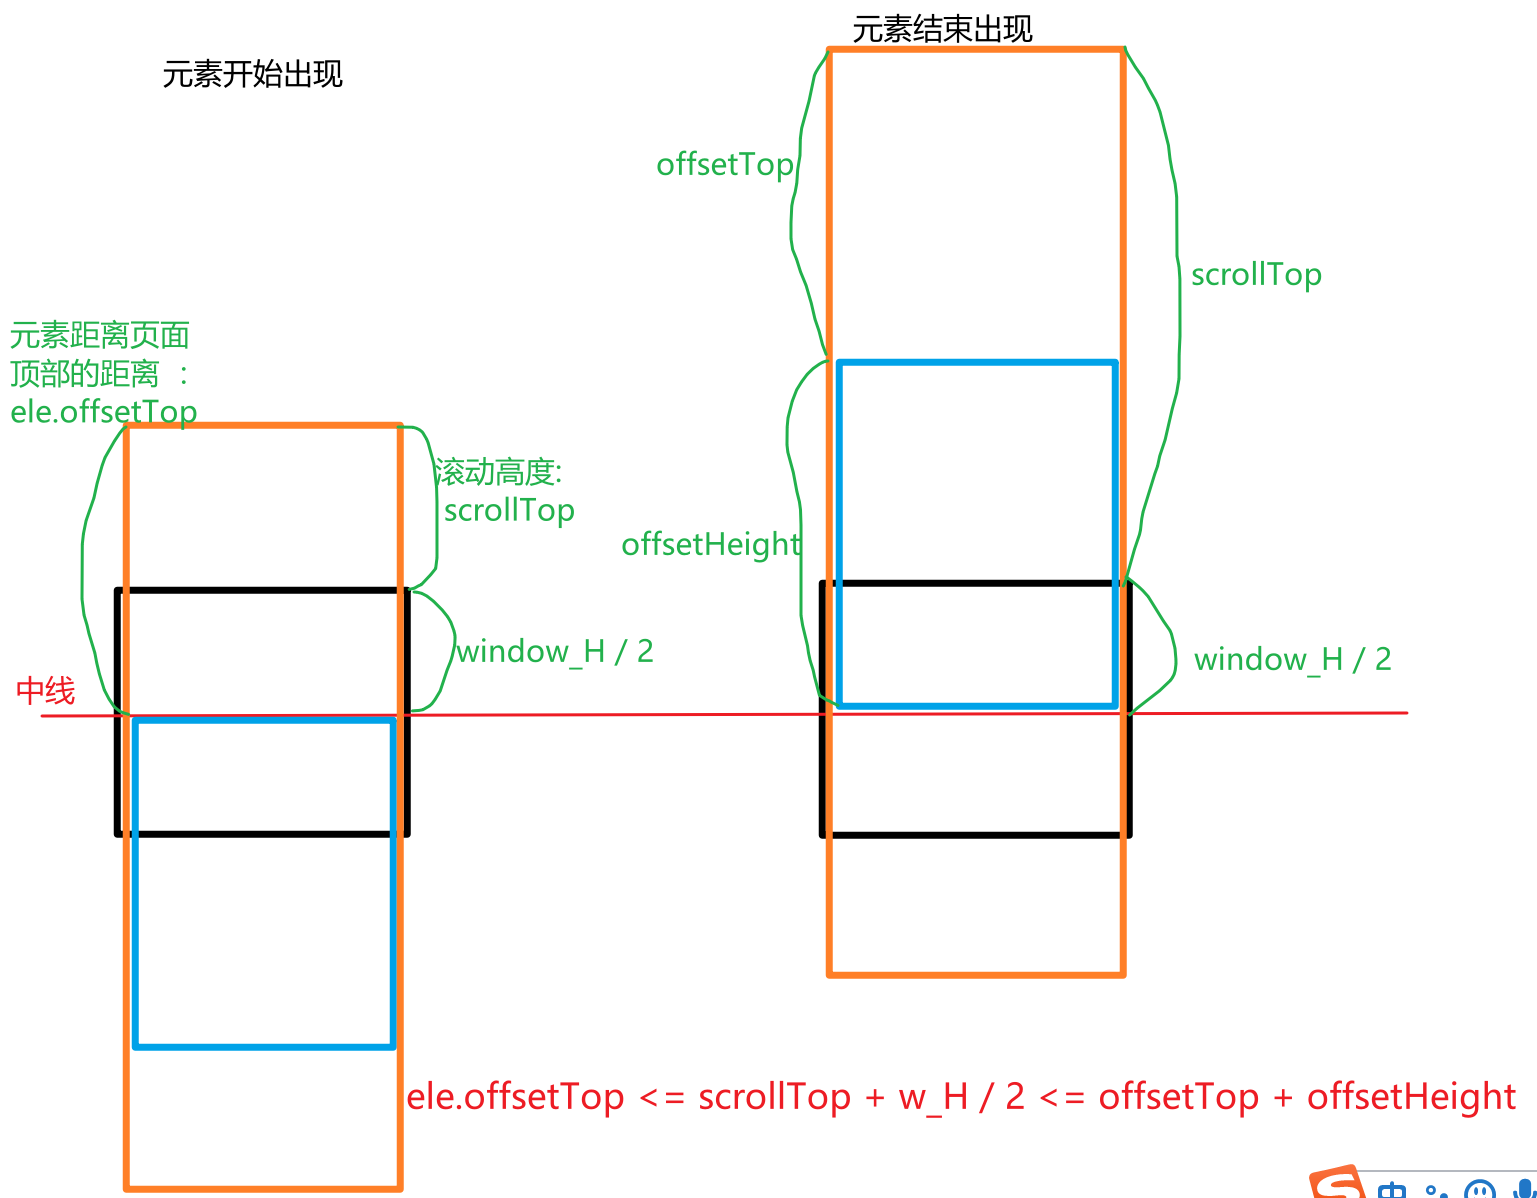 元素开始出现
元素距离页面
顶部的距离 :
ele.offsetTop
滚动高度:
scrollTop
window_H / 2
中线
元素结束出现
offsetTop
scrollTop
offsetHeight
window_H / 2
ele.offsetTop <= scrollTop + w_H / 2 <= offsetTop + offsetHeight
中